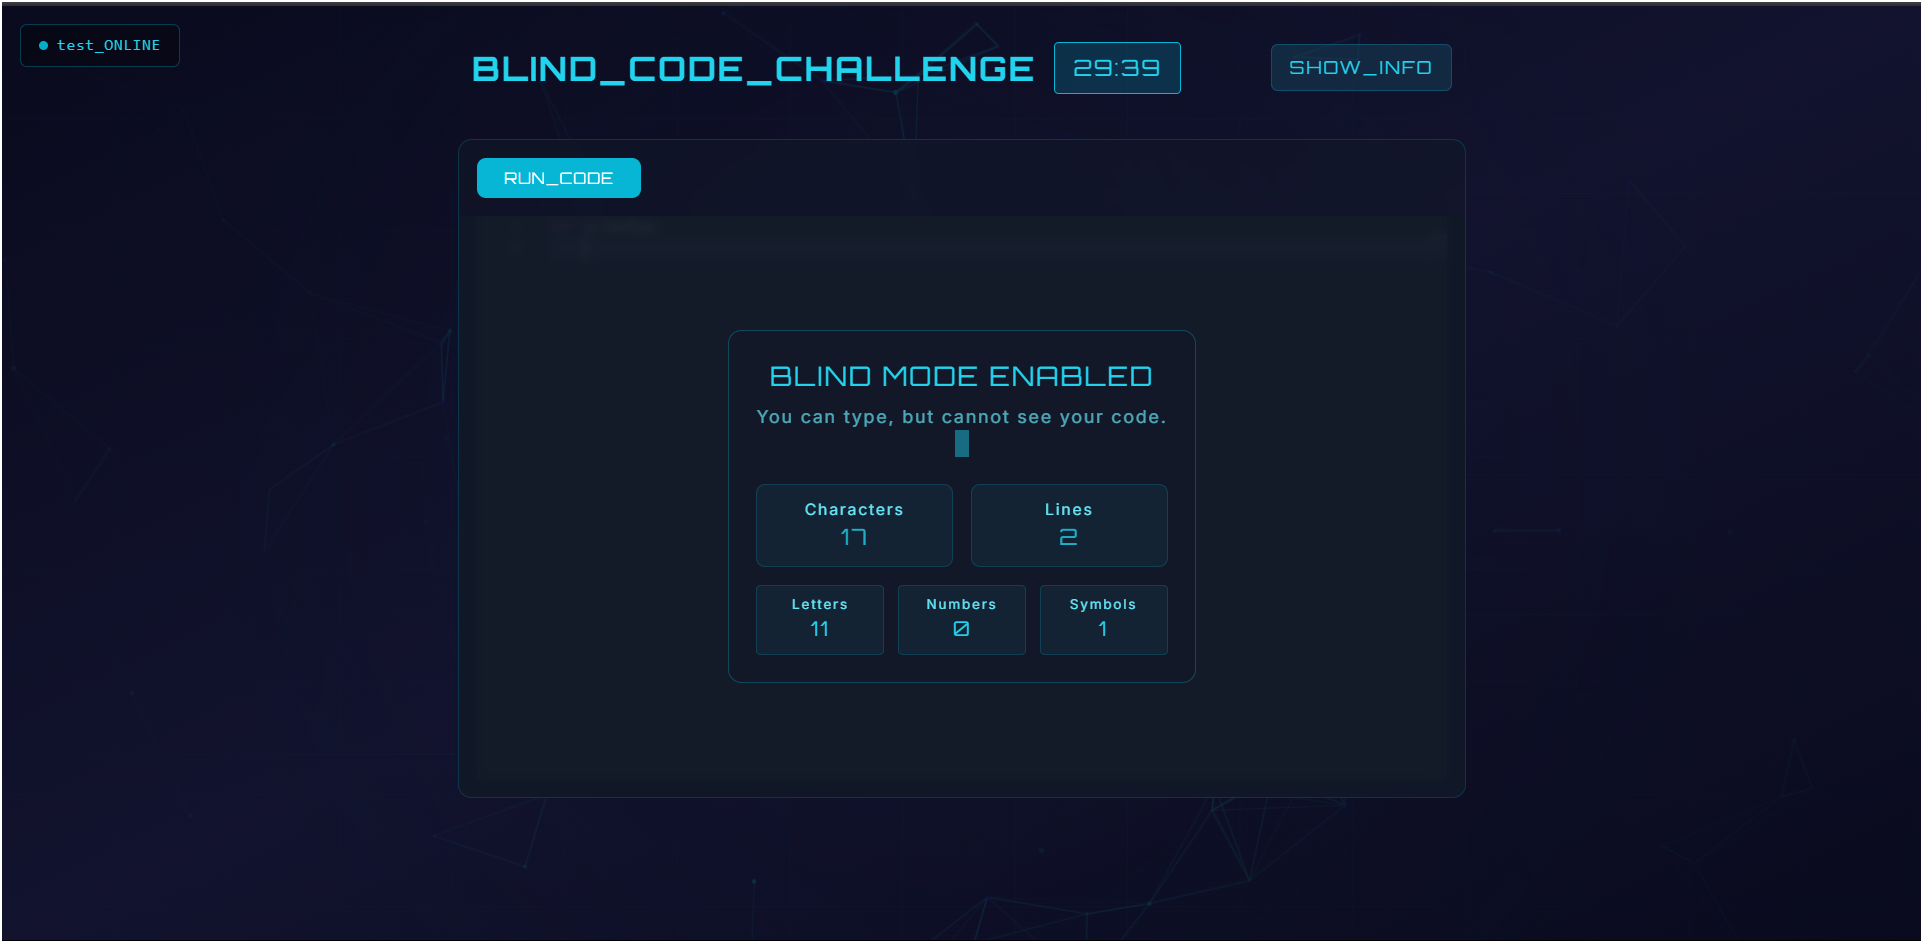 test_ONLINE
BLIND_CODE_CHALLENGE
29:39
SHOW_INFO
RUN_CODE
BLIND MODE ENABLED
You can type, but cannot see your code.
Characters
17
Lines
2
Letters
11
Numbers
0
Symbols
1